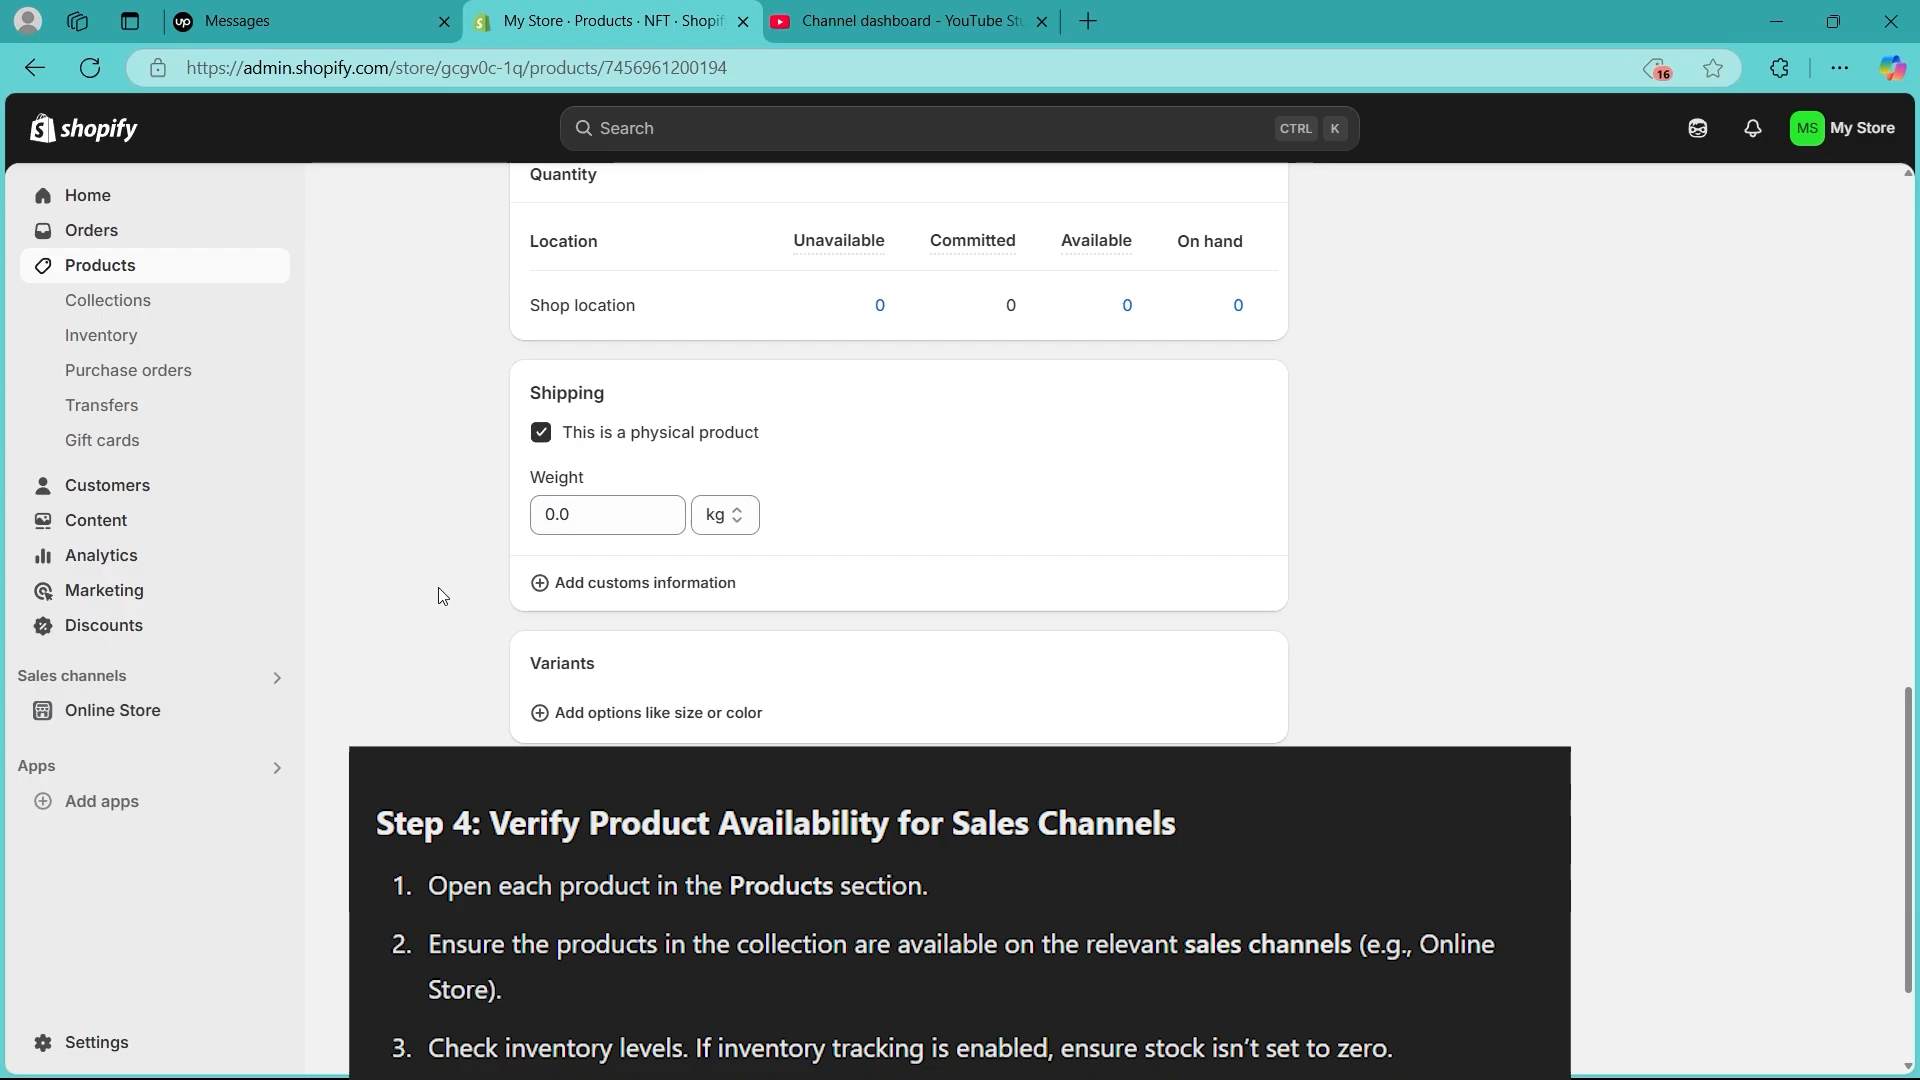 Messages
My Store · Products · NFT · Shopif
Channel dashboard - YouTube Stu
https://admin.shopify.com/store/gcgv0c-1q/products/7456961200194
16
shopify
Search
CTRL K
MS My Store
Home
Orders
Products
Collections
Inventory
Purchase orders
Transfers
Gift cards
Customers
Content
Analytics
Marketing
Discounts
Sales channels
Online Store
Apps
Add apps
Settings
Quantity
Location Unavailable Committed Available On hand
Shop location 0 0 0 0
Shipping
This is a physical product
Weight
0.0 kg
Add customs information
Variants
Add options like size or color
Step 4: Verify Product Availability for Sales Channels
1. Open each product in the Products section.
2. Ensure the products in the collection are available on the relevant sales channels (e.g., Online
Store).
3. Check inventory levels. If inventory tracking is enabled, ensure stock isn't set to zero.